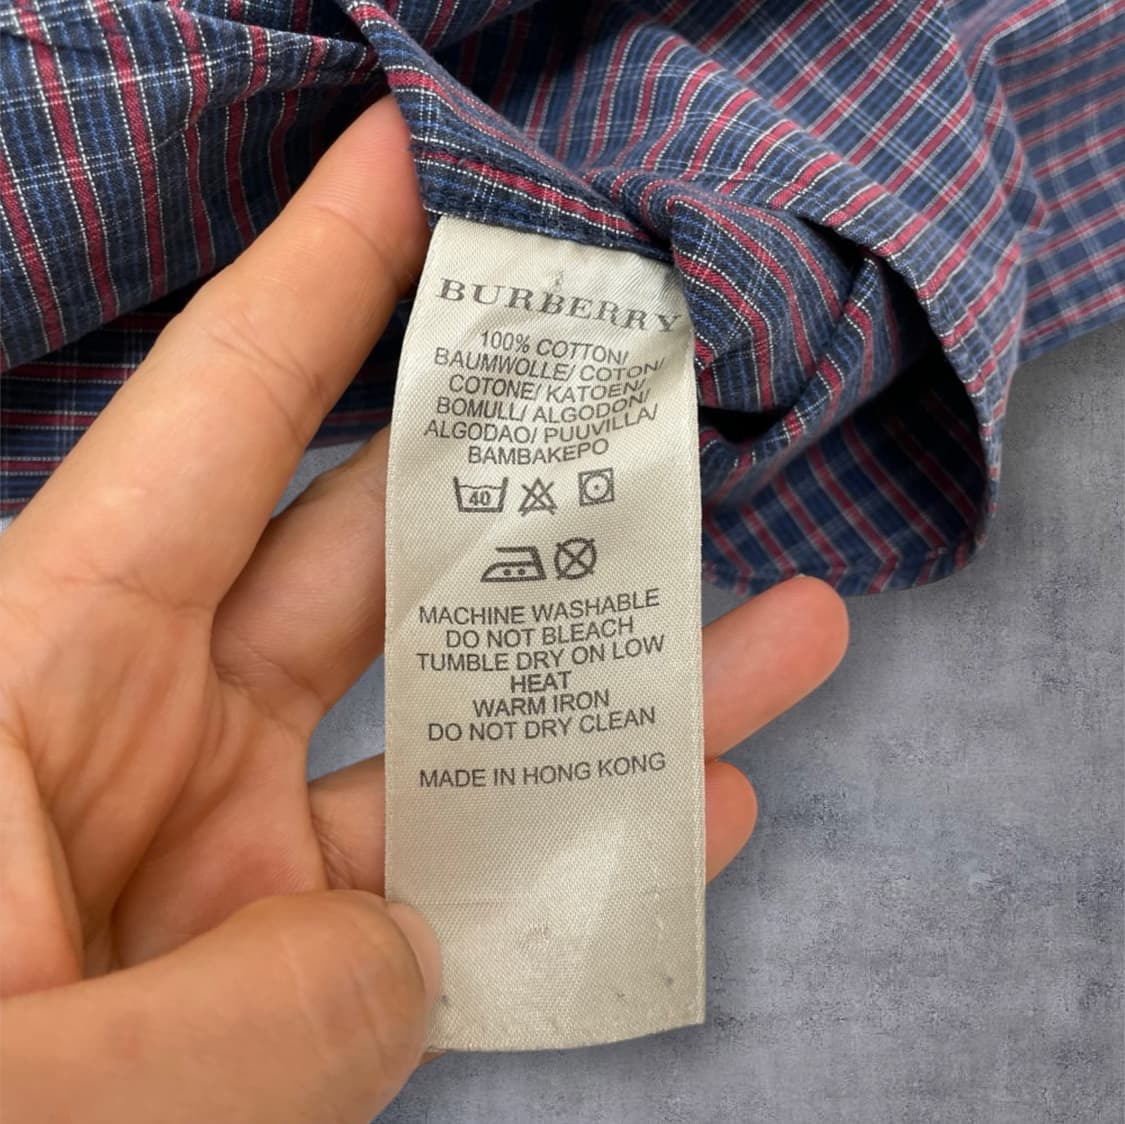 BURBERRY
100% COTTON/
BAUMWOLLE/ COTON/
COTONE/ KATOEN/
BOMULL/ ALGODON/
ALGODAO/ PUUVILLA/
BAMBAKEPO
40
MACHINE WASHABLE
DO NOT BLEACH
TUMBLE DRY ON LOW
HEAT
WARM IRON
DO NOT DRY CLEAN
MADE IN HONG KONG